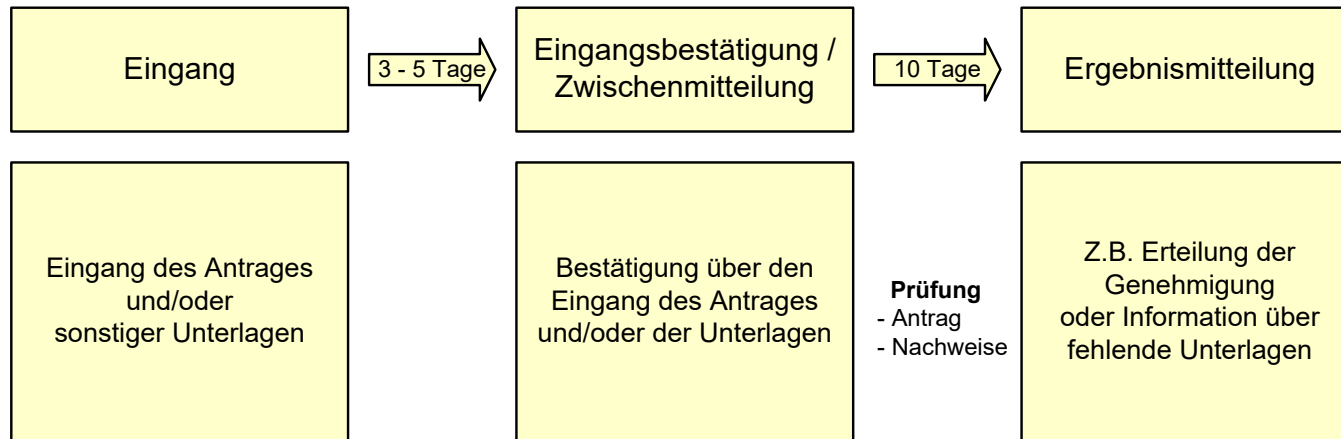 Eingang
3 - 5 Tage
Eingangsbestätigung /
Zwischenmitteilung
10 Tage
Ergebnismitteilung
Eingang des Antrages
und/oder
sonstiger Unterlagen
Bestätigung über den
Eingang des Antrages
und/oder der Unterlagen
Prüfung
- Antrag
- Nachweise
Z.B. Erteilung der
Genehmigung
oder Information über
fehlende Unterlagen